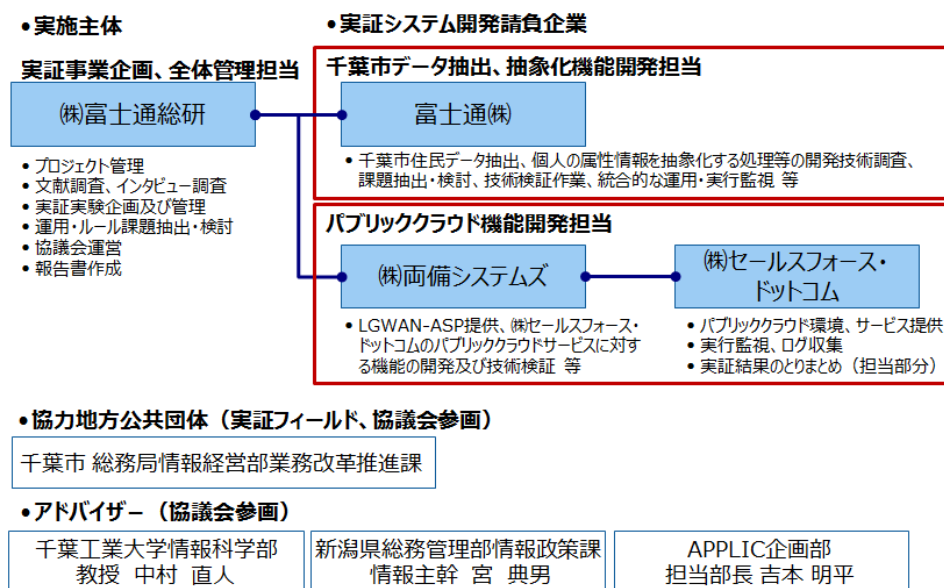 •実施主体
実証事業企画、全体管理担当
㈱富士通総研
•プロジェクト管理
•文献調査、インタビュー調査
•実証実験企画及び管理
•運用・ルール課題抽出・検討
•協議会運営
•報告書作成
•実証システム開発請負企業
千葉市データ抽出、抽象化機能開発担当
富士通㈱
•千葉市住民データ抽出、個人の属性情報を抽象化する処理等の開発技術調査、
課題抽出・検討、技術検証作業、統合的な運用・実行監視 等
パブリッククラウド機能開発担当
㈱両備システムズ
•LGWAN-ASP提供、㈱セールスフォース・
ドットコムのパブリッククラウドサービスに対す
る機能の開発及び技術検証 等
㈱セールスフォース・
ドットコム
•パブリッククラウド環境、サービス提供
•実行監視、ログ収集
•実証結果のとりまとめ（担当部分）
•協力地方公共団体（実証フィールド、協議会参画）
千葉市 総務局情報経営部業務改革推進課
•アドバイザー（協議会参画）
千葉工業大学情報科学部
教授 中村 直人
新潟県総務管理部情報政策課
情報主幹 宮 典男
APPLIC企画部
担当部長 吉本 明平